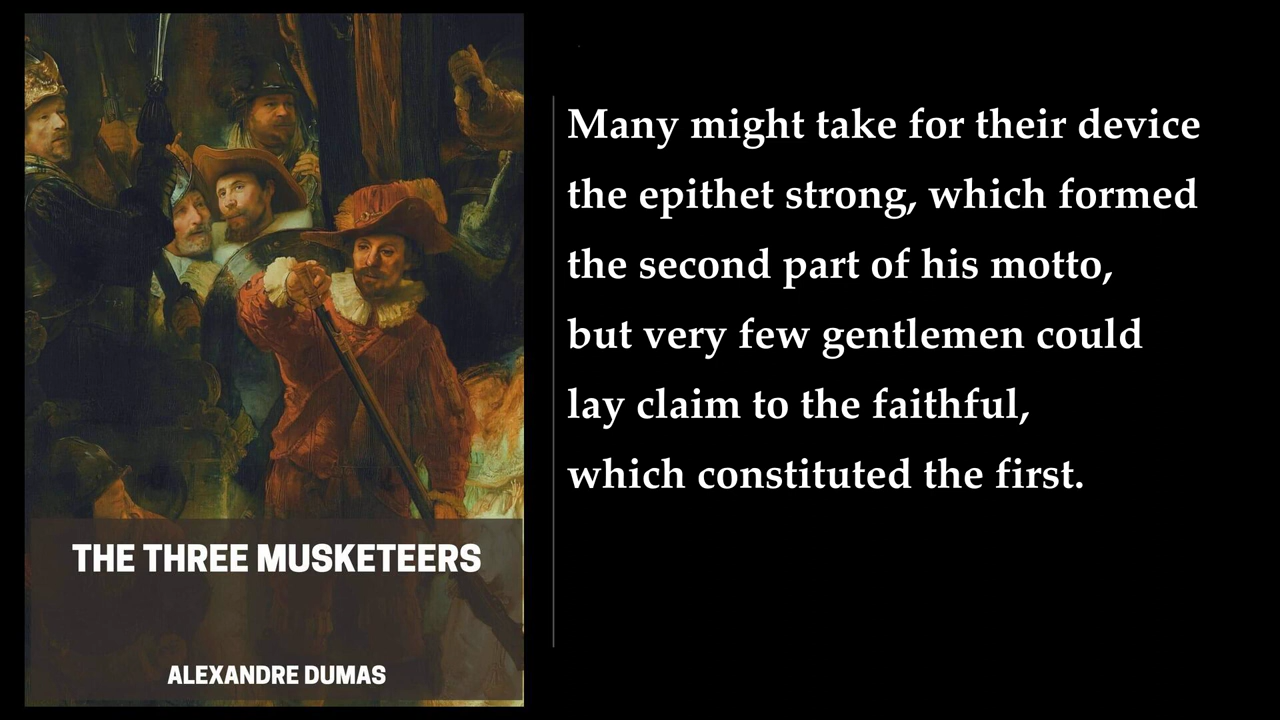 THE THREE MUSKETEERS
ALEXANDRE DUMAS
Many might take for their device
the epithet strong, which formed
the second part of his motto,
but very few gentlemen could
lay claim to the faithful,
which constituted the first.